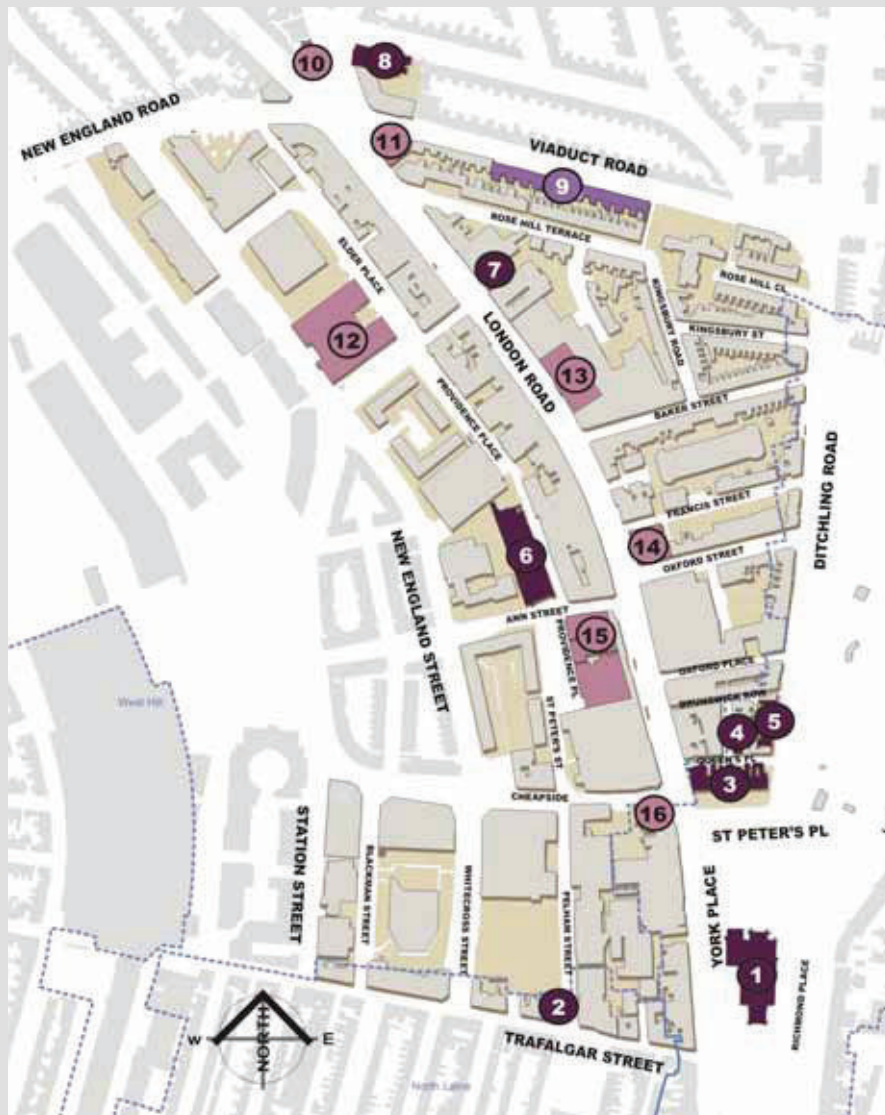 10
8
NEW ENGLAND ROAD
11
VIADUCT ROAD
9
ROSE HILL TERRACE
ELDER PLACE
7
ROSE HILL CL
KINGSBURY ROAD
KINGSBURY ST
12
LONDON ROAD
13
PROVIDENCE PLACE
BAKER STREET
DITCHLING ROAD
FRANCIS STREET
14
OXFORD STREET
6
NEW ENGLAND STREET
ANN STREET
15
PROVIDENCE PL
OXFORD PLACE
West Hill
BRUNSWICK ROW
4
5
ST PETER'S ST
QUEEN'S PL
3
CHEAPSIDE
16
ST PETER'S PL
STATION STREET
BLACKMAN STREET
WHITECROSS STREET
PELHAM STREET
YORK PLACE
1
RICHMOND PLACE
2
W
E
NORTH
TRAFALGAR STREET
North Laine